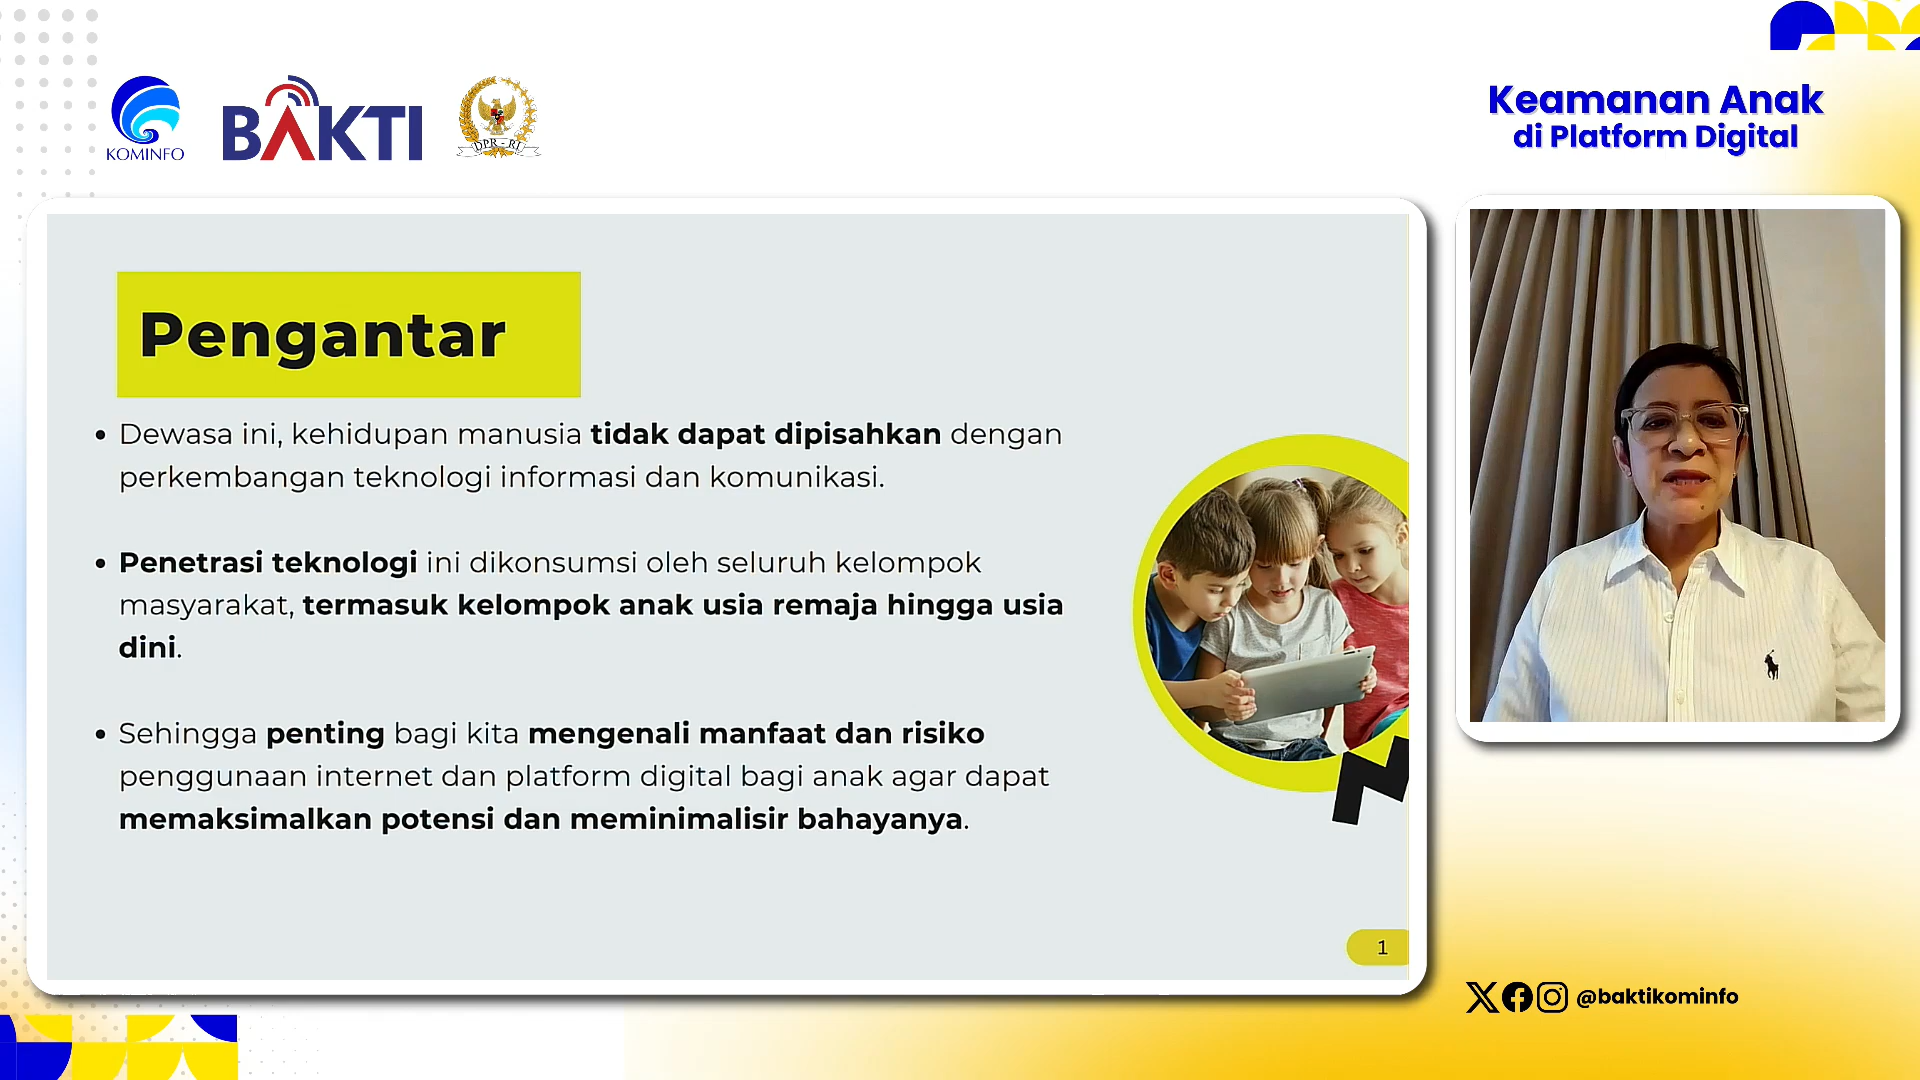 KOMINFO
BAKTI
DPR - RI
Keamanan Anak
di Platform Digital
Pengantar
• Dewasa ini, kehidupan manusia tidak dapat dipisahkan dengan
perkembangan teknologi informasi dan komunikasi.
• Penetrasi teknologi ini dikonsumsi oleh seluruh kelompok
masyarakat, termasuk kelompok anak usia remaja hingga usia
dini.
• Sehingga penting bagi kita mengenali manfaat dan risiko
penggunaan internet dan platform digital bagi anak agar dapat
memaksimalkan potensi dan meminimalisir bahayanya.
1
@baktikominfo